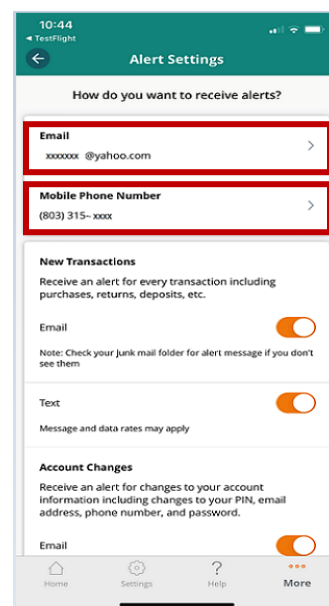 10:44
◀ TestFlight
Alert Settings
How do you want to receive alerts?
Email
xxxxxxx @yahoo.com
Mobile Phone Number
(803) 315- xxxx
New Transactions
Receive an alert for every transaction including
purchases, returns, deposits, etc.
Email
Note: Check your junk mail folder for alert message if you don't
see them
Text
Message and data rates may apply
Account Changes
Receive an alert for changes to your account
information including changes to your PIN, email
address, phone number, and password.
Email
Home Settings Help More